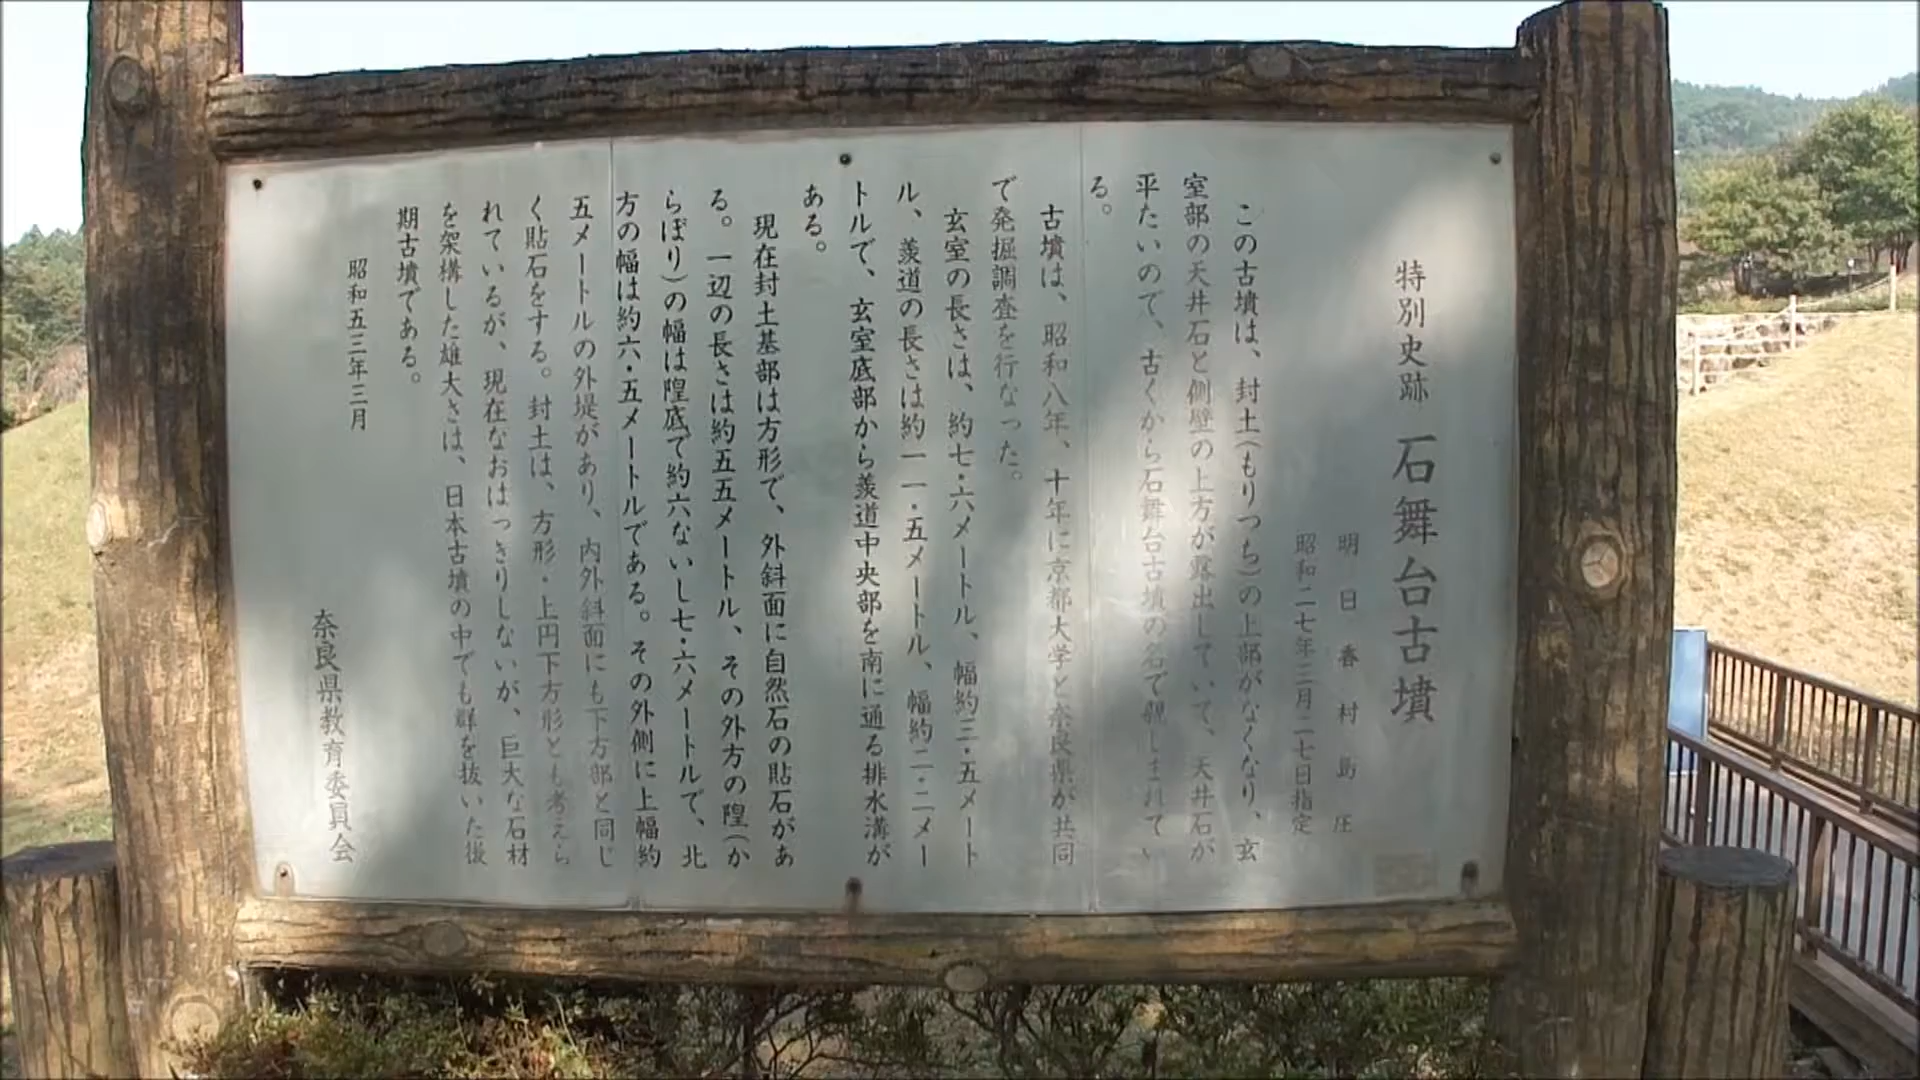 特別史跡 石舞台古墳
明日香村島庄
昭和二七年三月二七日指定
この古墳は、封土(もりつち)の上部がなくなり、玄
室部の天井石と側壁の上方が露出していて、天井石が
平たいので、古くから石舞台古墳の名で親しまれてい
る。
古墳は、昭和八年、十年に京都大学と奈良県が共同
で発掘調査を行なった。
玄室の長さは、約七・六メートル、幅約三・五メート
ル、羨道の長さは約一一・五メートル、幅約二・二メー
トルで、玄室底部から羨道中央部を南に通る排水溝が
ある。
現在封土基部は方形で、外斜面に自然石の貼石があ
る。一辺の長さは約五五メートル、その外方の隍(か
らぼり)の幅は隍底で約六ないし七・六メートルで、北
方の幅は約六・五メートルである。その外側に上幅約
五メートルの外堤があり、内外斜面にも下方部と同じ
く貼石をする。封土は、方形・上円下方形とも考えら
れているが、現在なおはっきりしないが、巨大な石材
を架構した雄大さは、日本古墳の中でも群を抜いた後
期古墳である。
昭和五三年三月
奈良県教育委員会